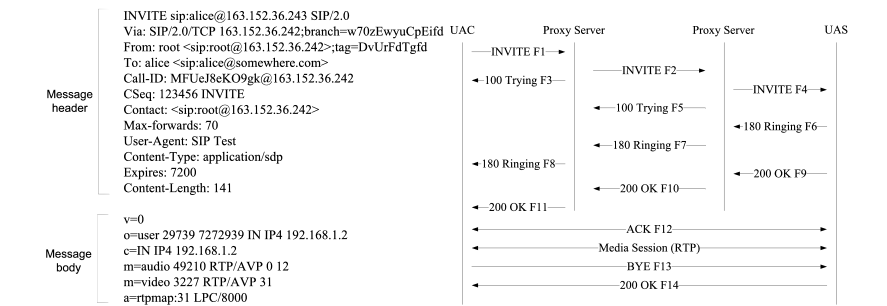 INVITE sip:alice@163.152.36.243 SIP/2.0
Via: SIP/2.0/TCP 163.152.36.242;branch=w70zEwyuCpEifd
From: root <sip:root@163.152.36.242>;tag=DvUrFdTgfd
To: alice <sip:alice@somewhere.com>
Call-ID: MFUeJ8eKO9gk@163.152.36.242
CSeq: 123456 INVITE
Contact: <sip:root@163.152.36.242>
Max-forwards: 70
User-Agent: SIP Test
Content-Type: application/sdp
Expires: 7200
Content-Length: 141
Message
header
v=0
o=user 29739 7272939 IN IP4 192.168.1.2
c=IN IP4 192.168.1.2
m=audio 49210 RTP/AVP 0 12
m=video 3227 RTP/AVP 31
a=rtpmap:31 LPC/8000
Message
body
UAC Proxy Server Proxy Server UAS
INVITE F1
INVITE F2
100 Trying F3
INVITE F4
100 Trying F5
180 Ringing F6
180 Ringing F7
180 Ringing F8
200 OK F9
200 OK F10
200 OK F11
ACK F12
Media Session (RTP)
BYE F13
200 OK F14